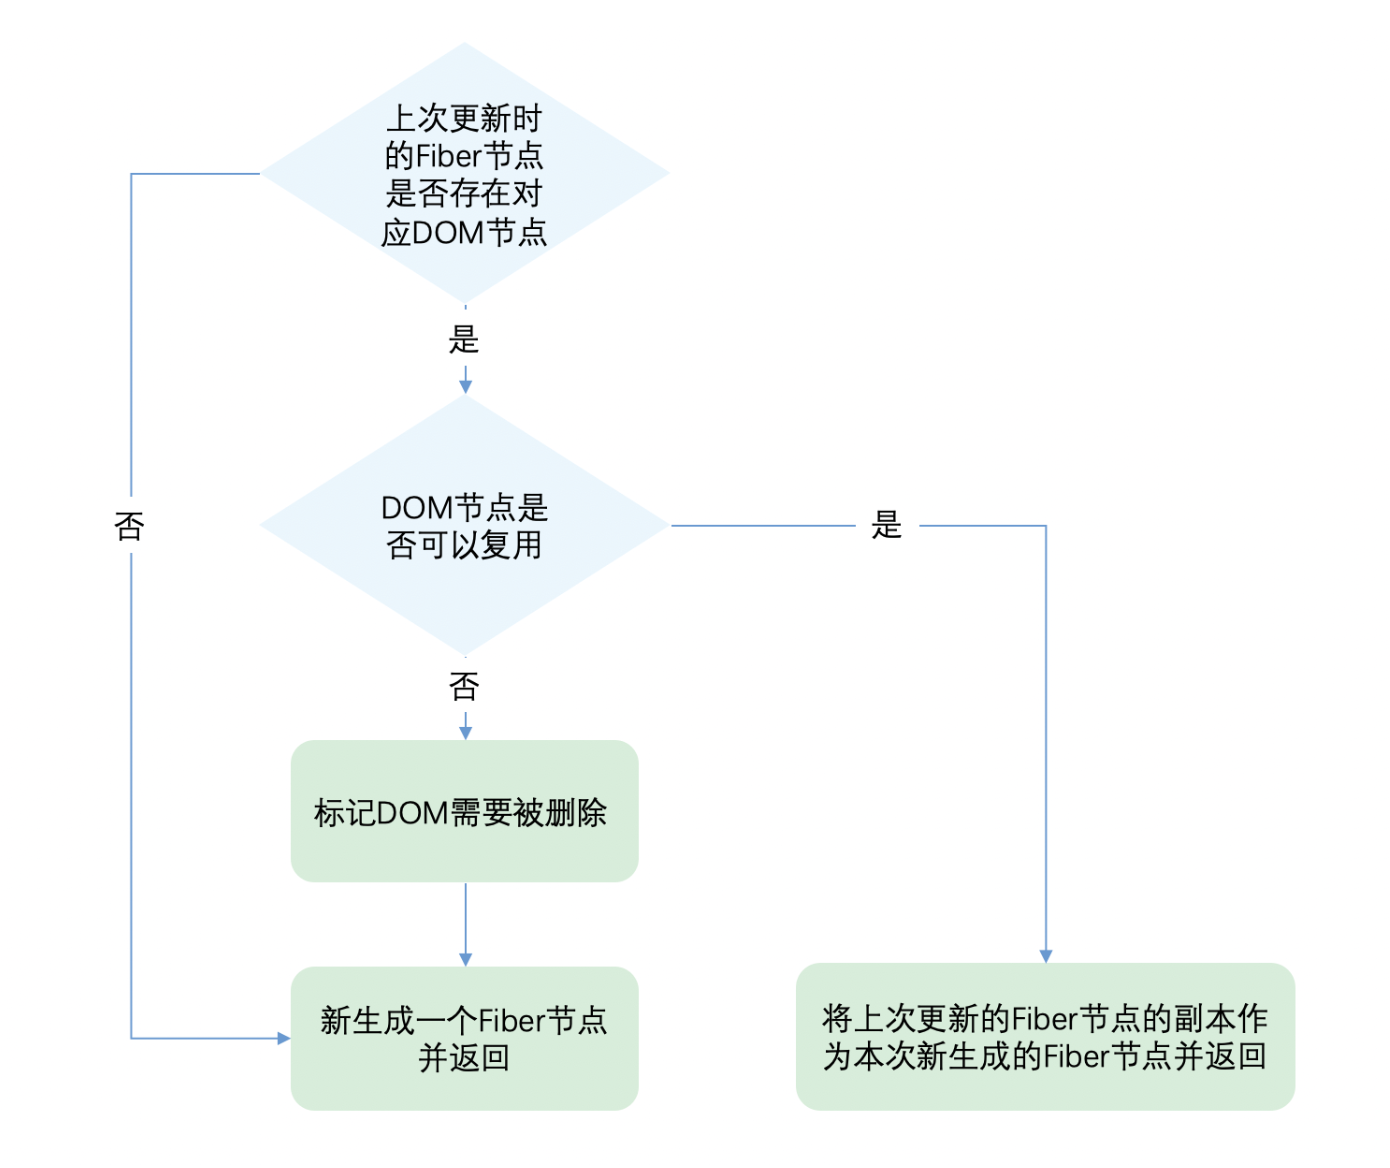 上次更新时
的Fiber节点
是否存在对
应DOM节点
是
否
DOM节点是
否可以复用
是
否
标记DOM需要被删除
新生成一个Fiber节点
并返回
将上次更新的Fiber节点的副本作
为本次新生成的Fiber节点并返回